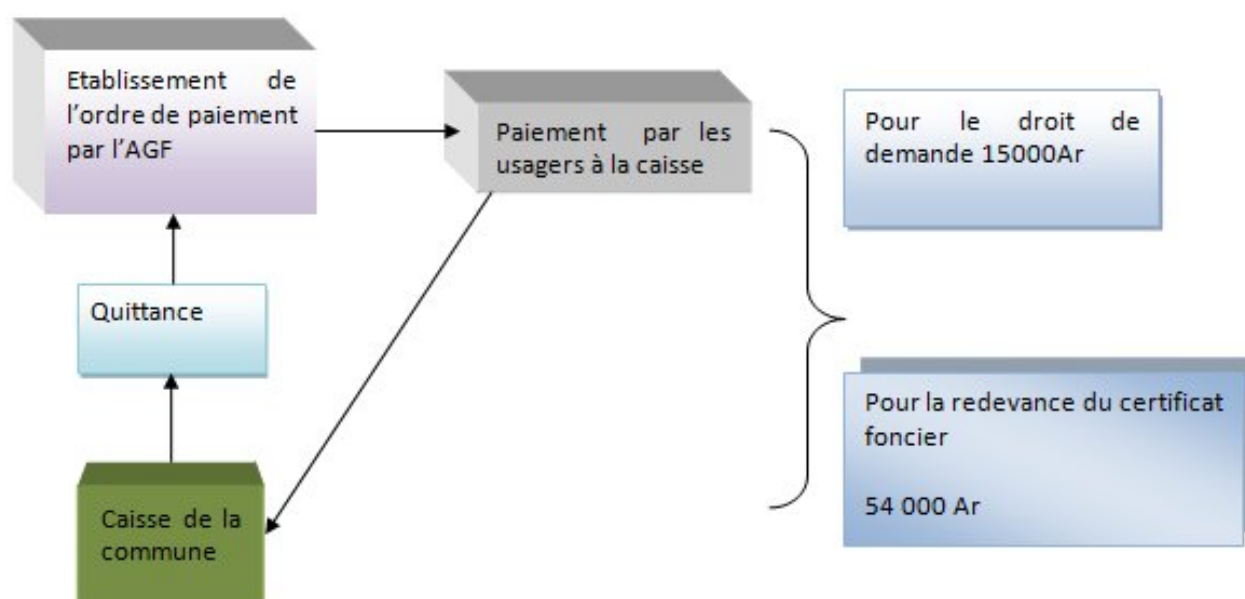 Etablissement de
l'ordre de paiement
par l'AGF
Paiement par les
usagers à la caisse
Pour le droit de
demande 15000Ar
Quittance
Pour la redevance du certificat
foncier
54 000 Ar
Caisse de la
commune